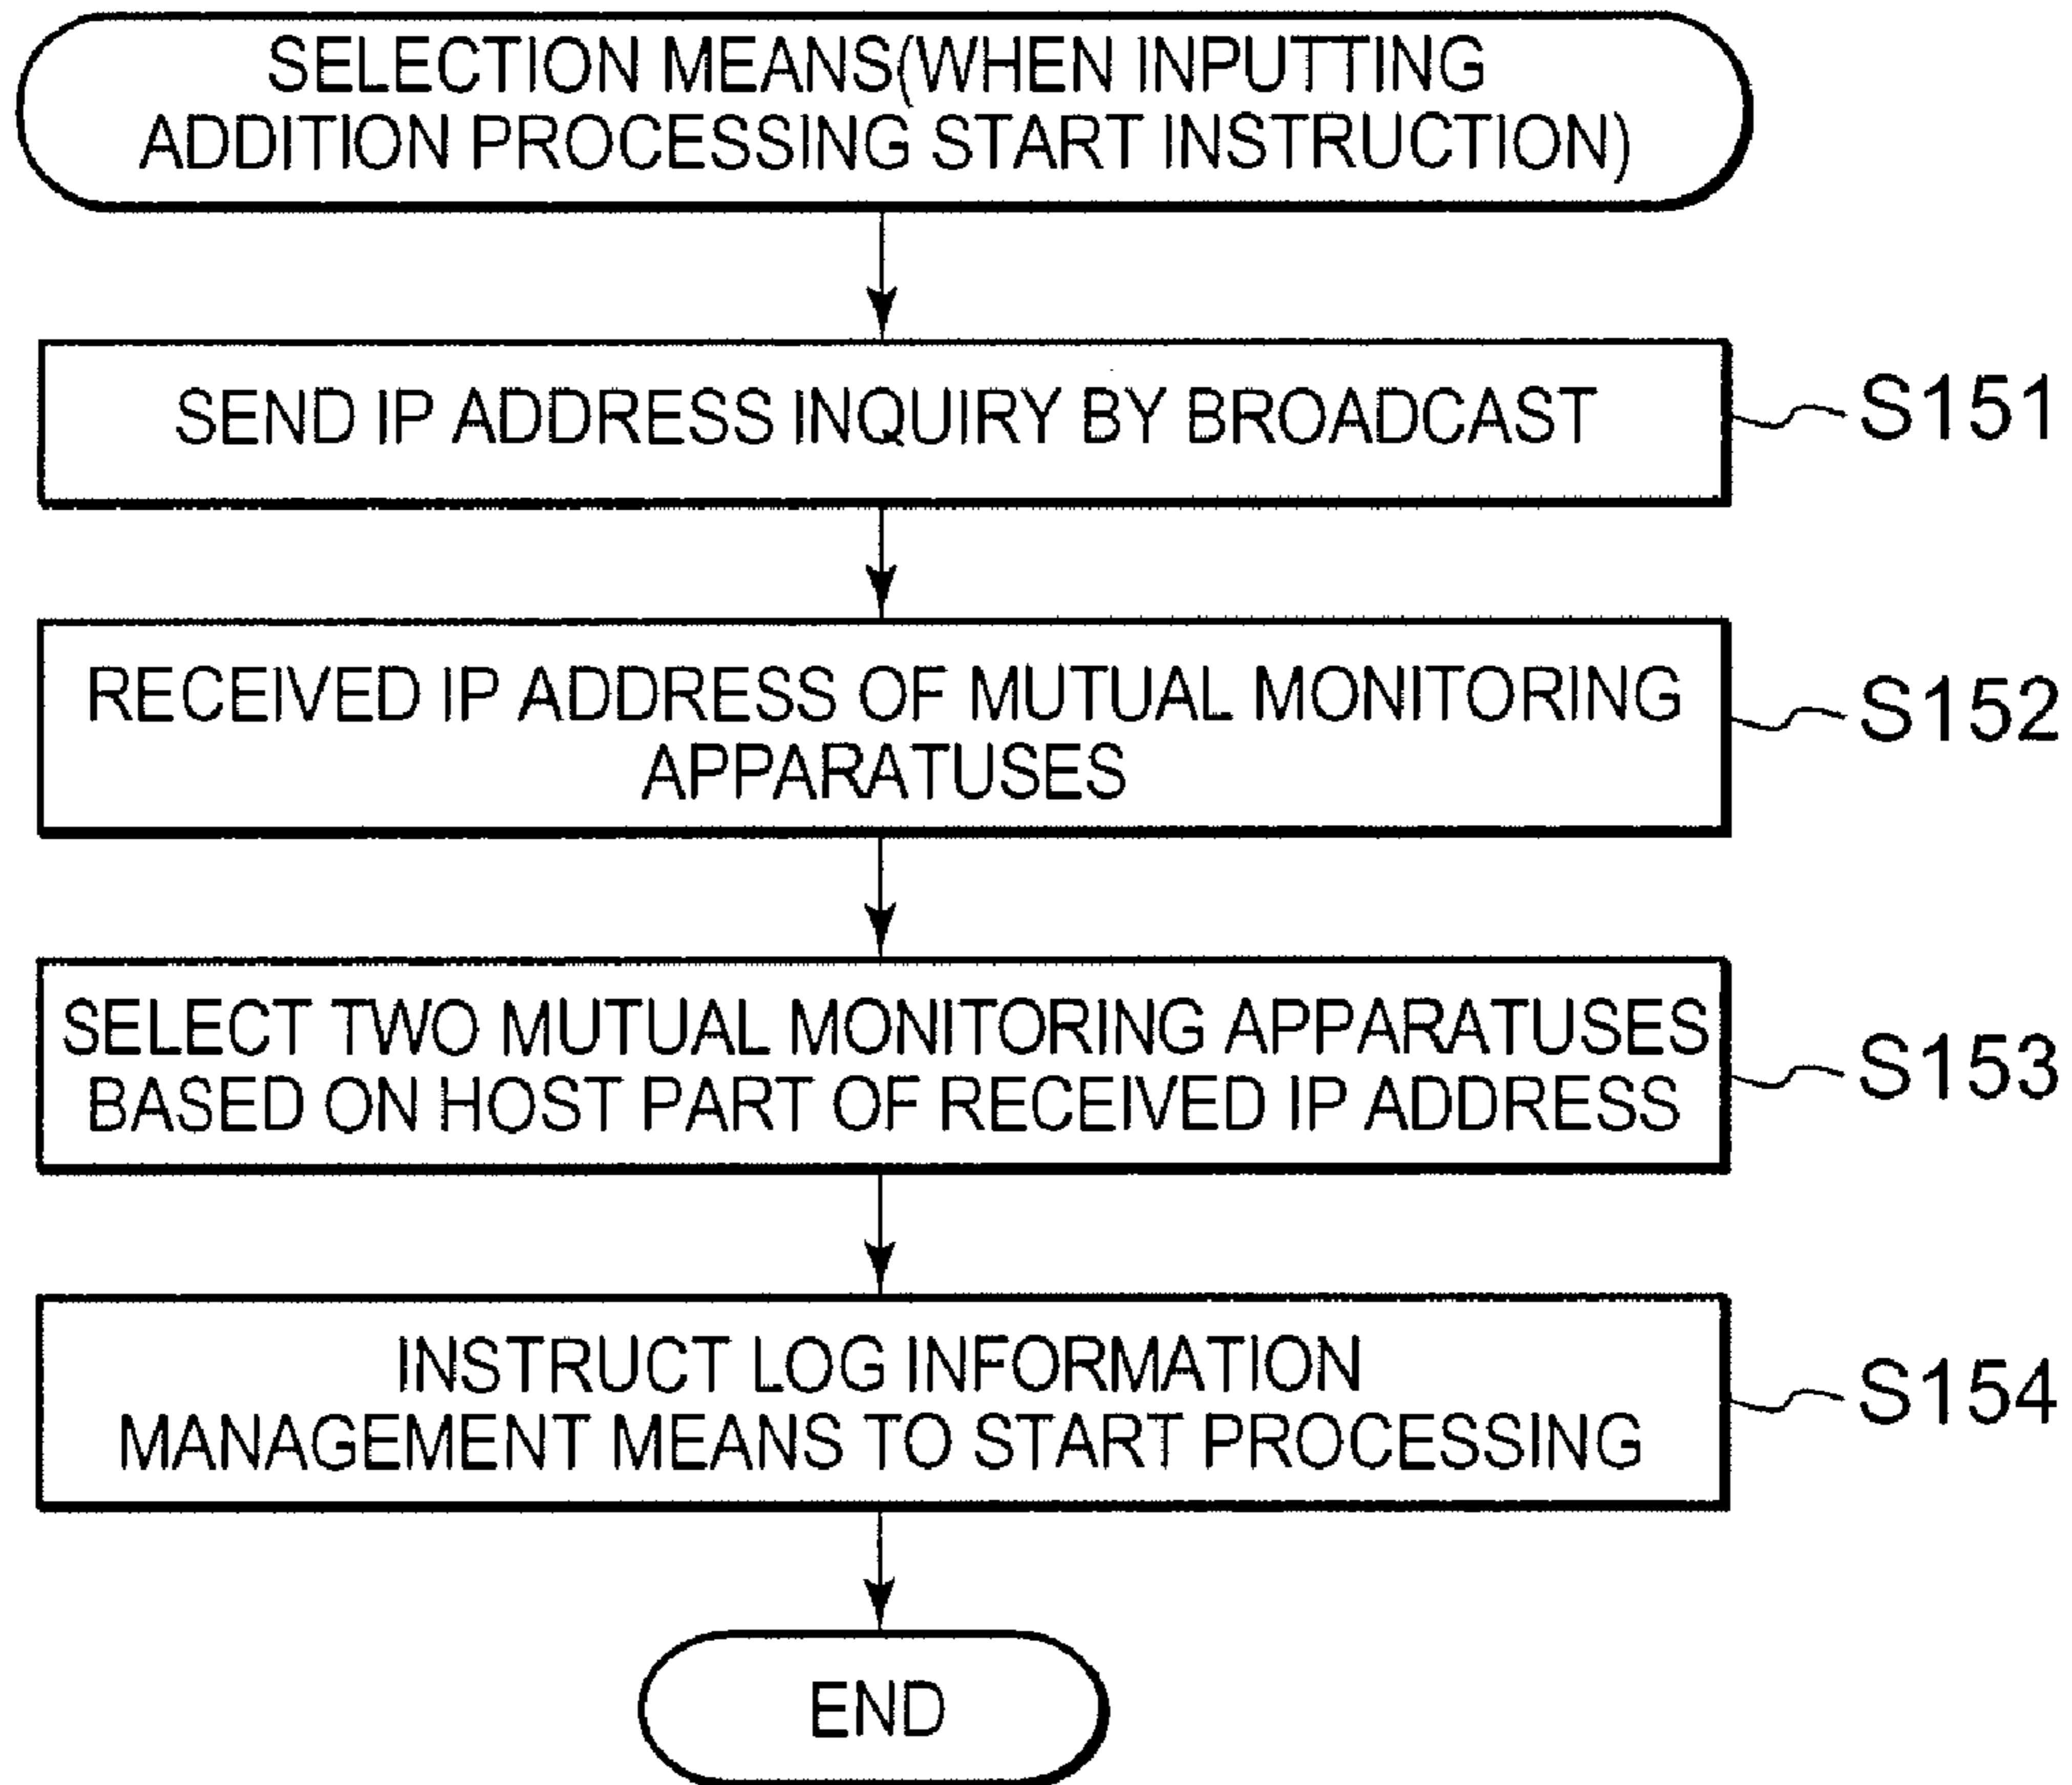 SELECTION MEANS(WHEN INPUTTING
ADDITION PROCESSING START INSTRUCTION)
SEND IP ADDRESS INQUIRY BY BROADCAST
S151
RECEIVED IP ADDRESS OF MUTUAL MONITORING
APPARATUSES
S152
SELECT TWO MUTUAL MONITORING APPARATUSES
BASED ON HOST PART OF RECEIVED IP ADDRESS
S153
INSTRUCT LOG INFORMATION
MANAGEMENT MEANS TO START PROCESSING
S154
END